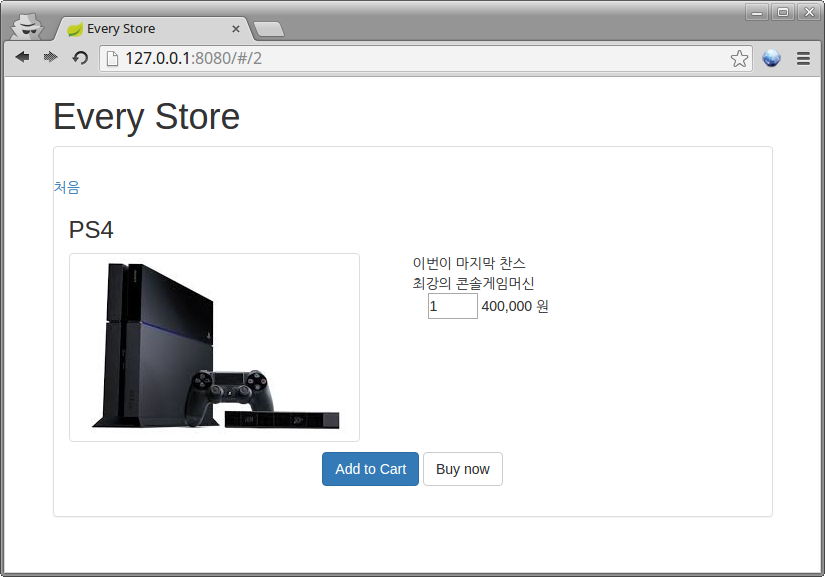 Every Store
127.0.0.1:8080/#/2
Every Store
처음
PS4
이번이 마지막 찬스
최강의 콘솔게임머신
1 400,000 원
Add to Cart Buy now